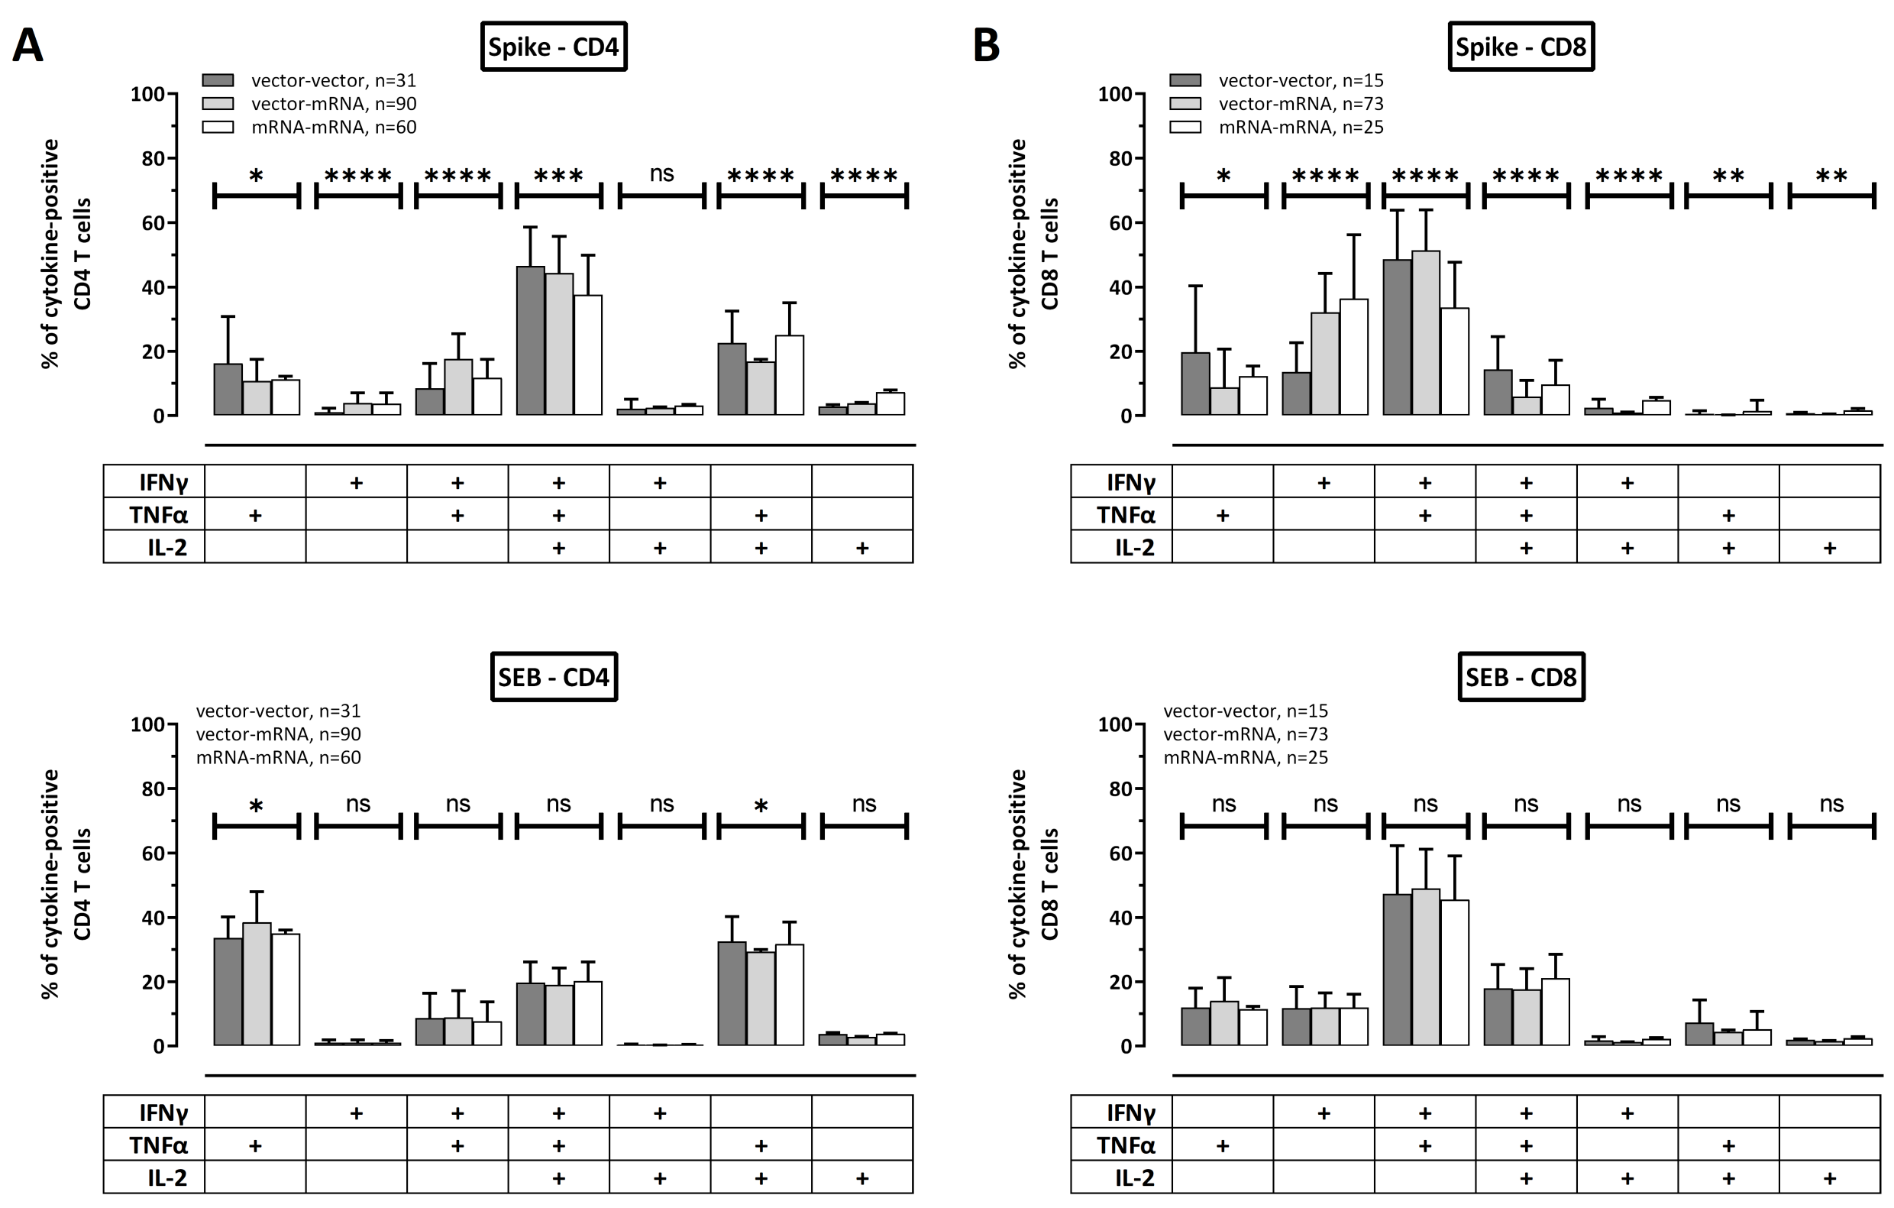 A
Spike - CD4
vector-vector, n=31
vector-mRNA, n=90
mRNA-mRNA, n=60
% of cytokine-positive
CD4 T cells
100
80
60
40
20
0
* **** **** *** ns **** ****
IFNγ + + + +
TNFα + + + +
IL-2 + + + +
B
Spike - CD8
vector-vector, n=15
vector-mRNA, n=73
mRNA-mRNA, n=25
% of cytokine-positive
CD8 T cells
100
80
60
40
20
0
* **** **** **** **** ** **
IFNγ + + + +
TNFα + + + +
IL-2 + + + +
SEB - CD4
vector-vector, n=31
vector-mRNA, n=90
mRNA-mRNA, n=60
% of cytokine-positive
CD4 T cells
100
80
60
40
20
0
* ns ns ns ns * ns
IFNγ + + + +
TNFα + + + +
IL-2 + + + +
SEB - CD8
vector-vector, n=15
vector-mRNA, n=73
mRNA-mRNA, n=25
% of cytokine-positive
CD8 T cells
100
80
60
40
20
0
ns ns ns ns ns ns ns
IFNγ + + + +
TNFα + + + +
IL-2 + + + +